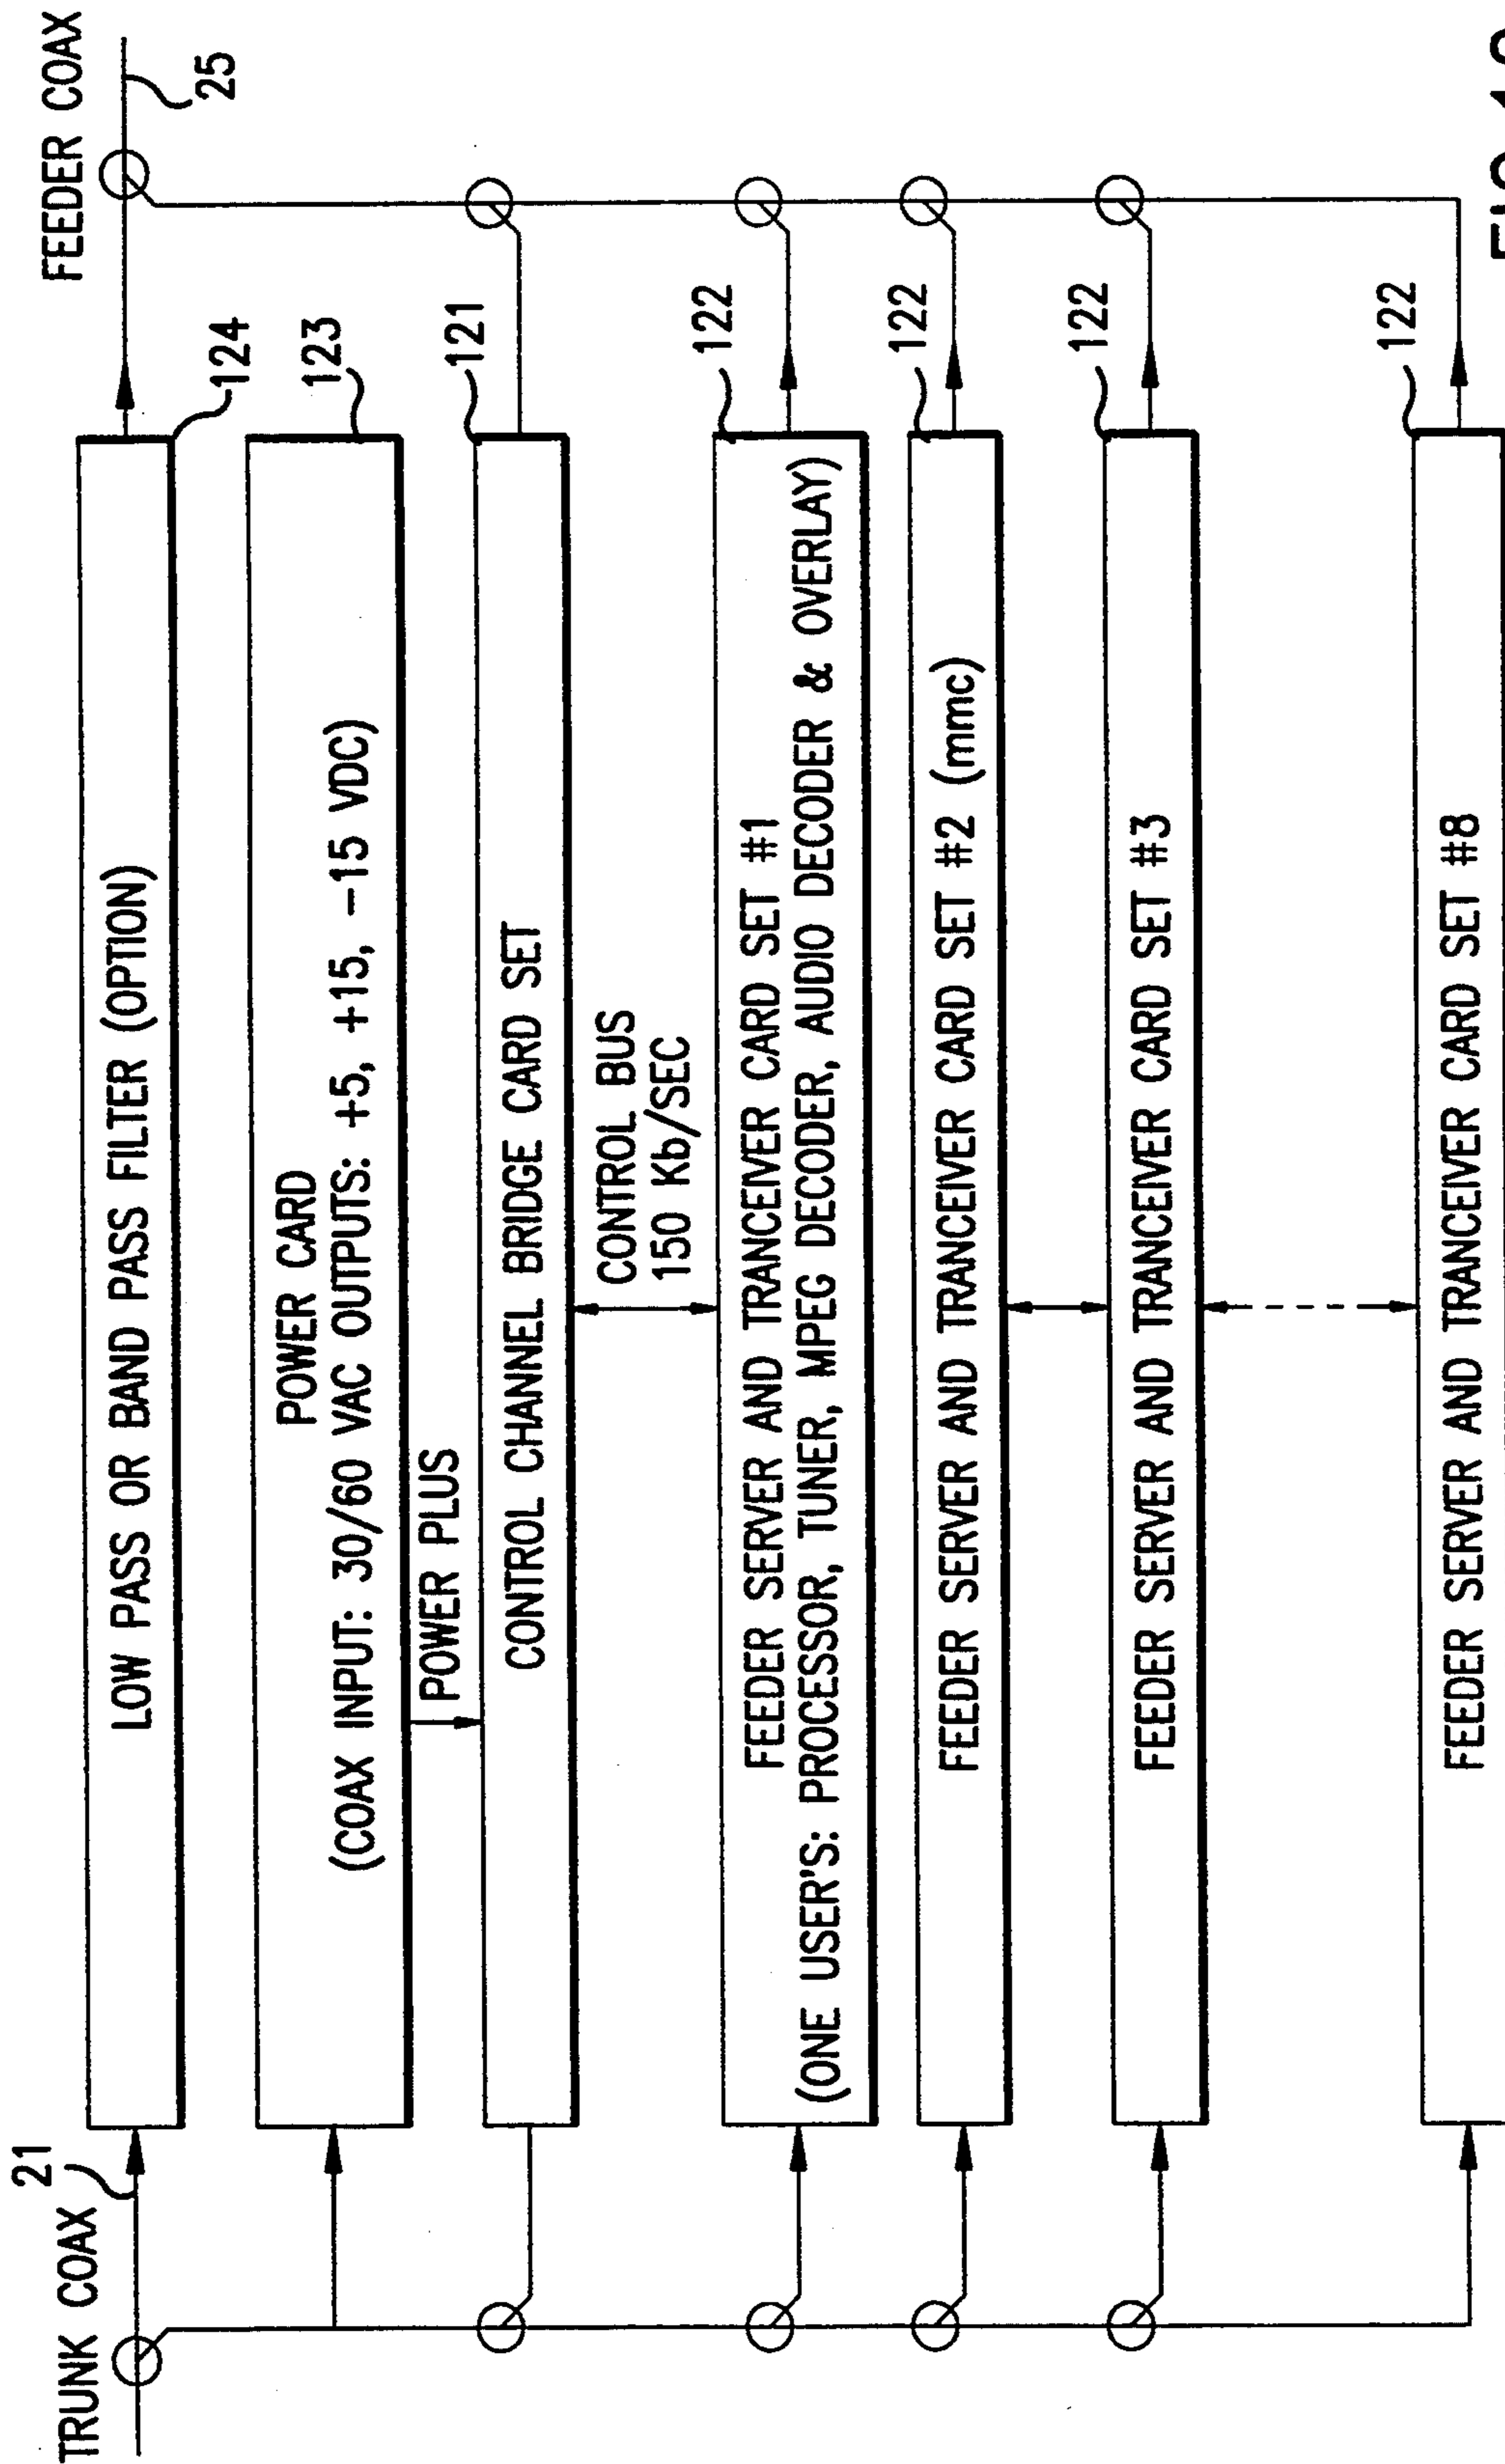 TRUNK COAX
21
FEEDER COAX
25
LOW PASS OR BAND PASS FILTER (OPTION)
124
POWER CARD
(COAX INPUT: 30/60 VAC OUTPUTS: +5, +15, -15 VDC)
123
POWER PLUS
CONTROL CHANNEL BRIDGE CARD SET
121
CONTROL BUS
150 Kb/SEC
FEEDER SERVER AND TRANCEIVER CARD SET #1
(ONE USER'S: PROCESSOR, TUNER, MPEG DECODER, AUDIO DECODER & OVERLAY)
122
FEEDER SERVER AND TRANCEIVER CARD SET #2 (mmc)
122
FEEDER SERVER AND TRANCEIVER CARD SET #3
122
FEEDER SERVER AND TRANCEIVER CARD SET #8
122